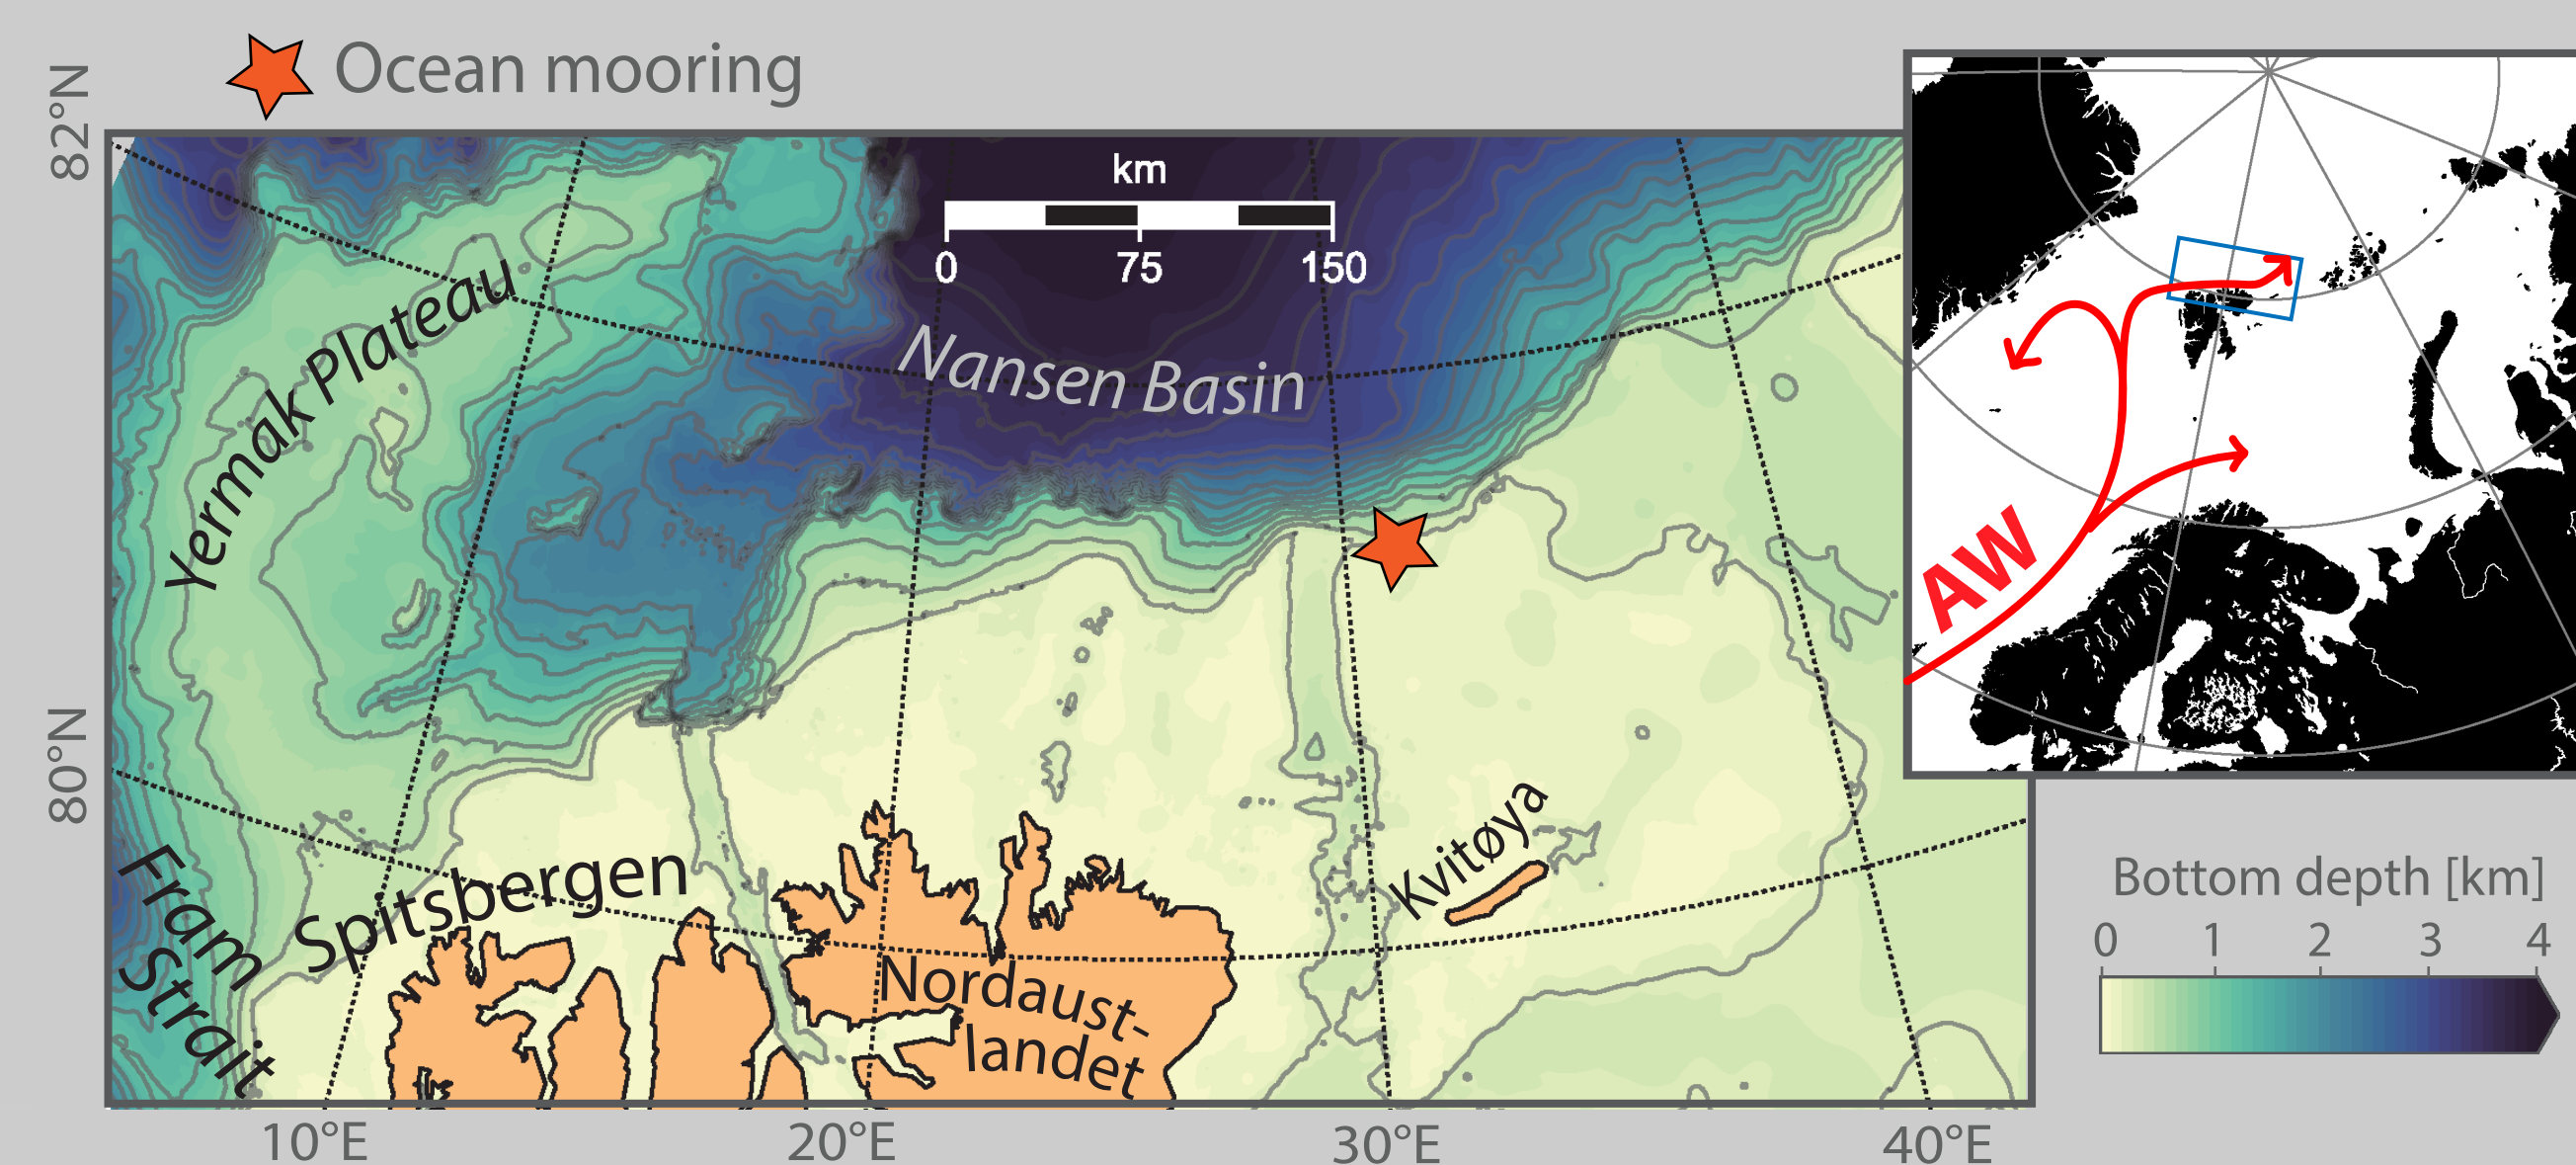 Ocean mooring
82°N
km
0 75 150
Yermak Plateau
Nansen Basin
AW
80°N
Kvitøya
Fram
Strait
Spitsbergen
Nordaust-
landet
Bottom depth [km]
0 1 2 3 4
10°E 20°E 30°E 40°E